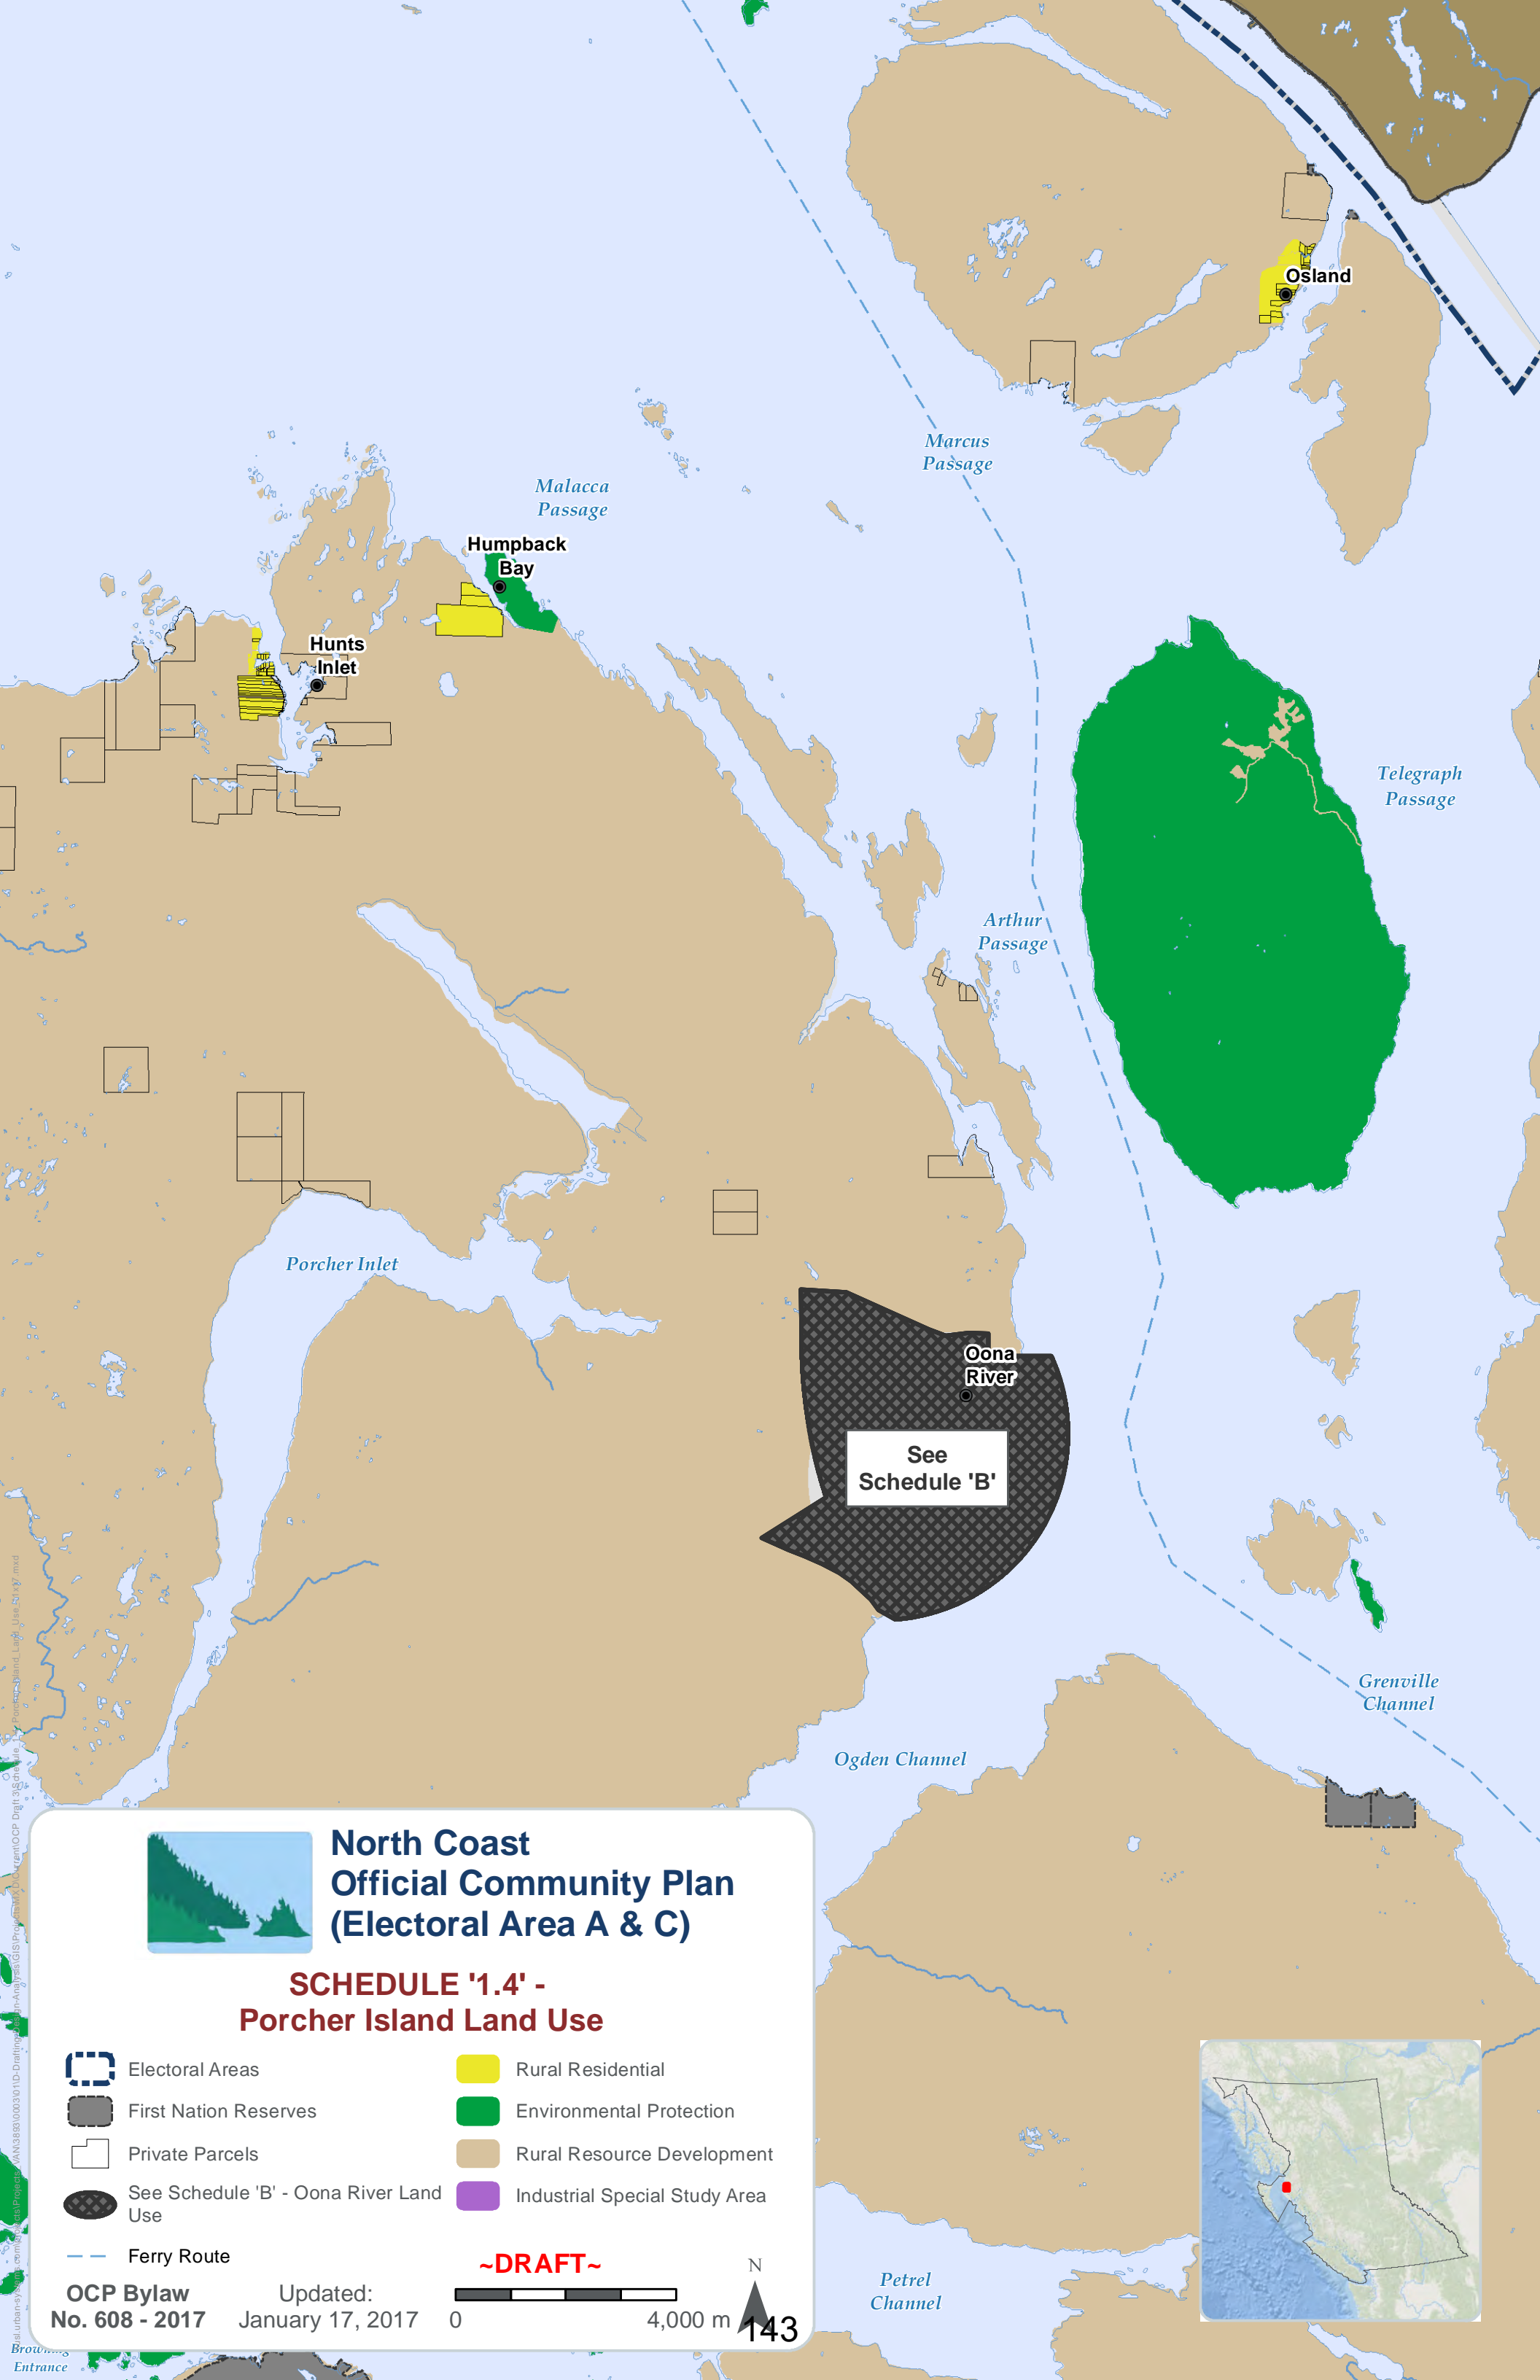 Osland
Marcus
Passage
Malacca
Passage
Humpback
Bay
Hunts
Inlet
Telegraph
Passage
Arthur
Passage
Porcher Inlet
Oona
River
See
Schedule 'B'
Grenville
Channel
Ogden Channel
North Coast
Official Community Plan
(Electoral Area A & C)
SCHEDULE '1.4' -
Porcher Island Land Use
Electoral Areas
First Nation Reserves
Private Parcels
See Schedule 'B' - Oona River Land
Use
Ferry Route
Rural Residential
Environmental Protection
Rural Resource Development
Industrial Special Study Area
~DRAFT~
N
OCP Bylaw
No. 608 - 2017
Updated:
January 17, 2017
0
4,000 m
143
Petrel
Channel
Browning
Entrance